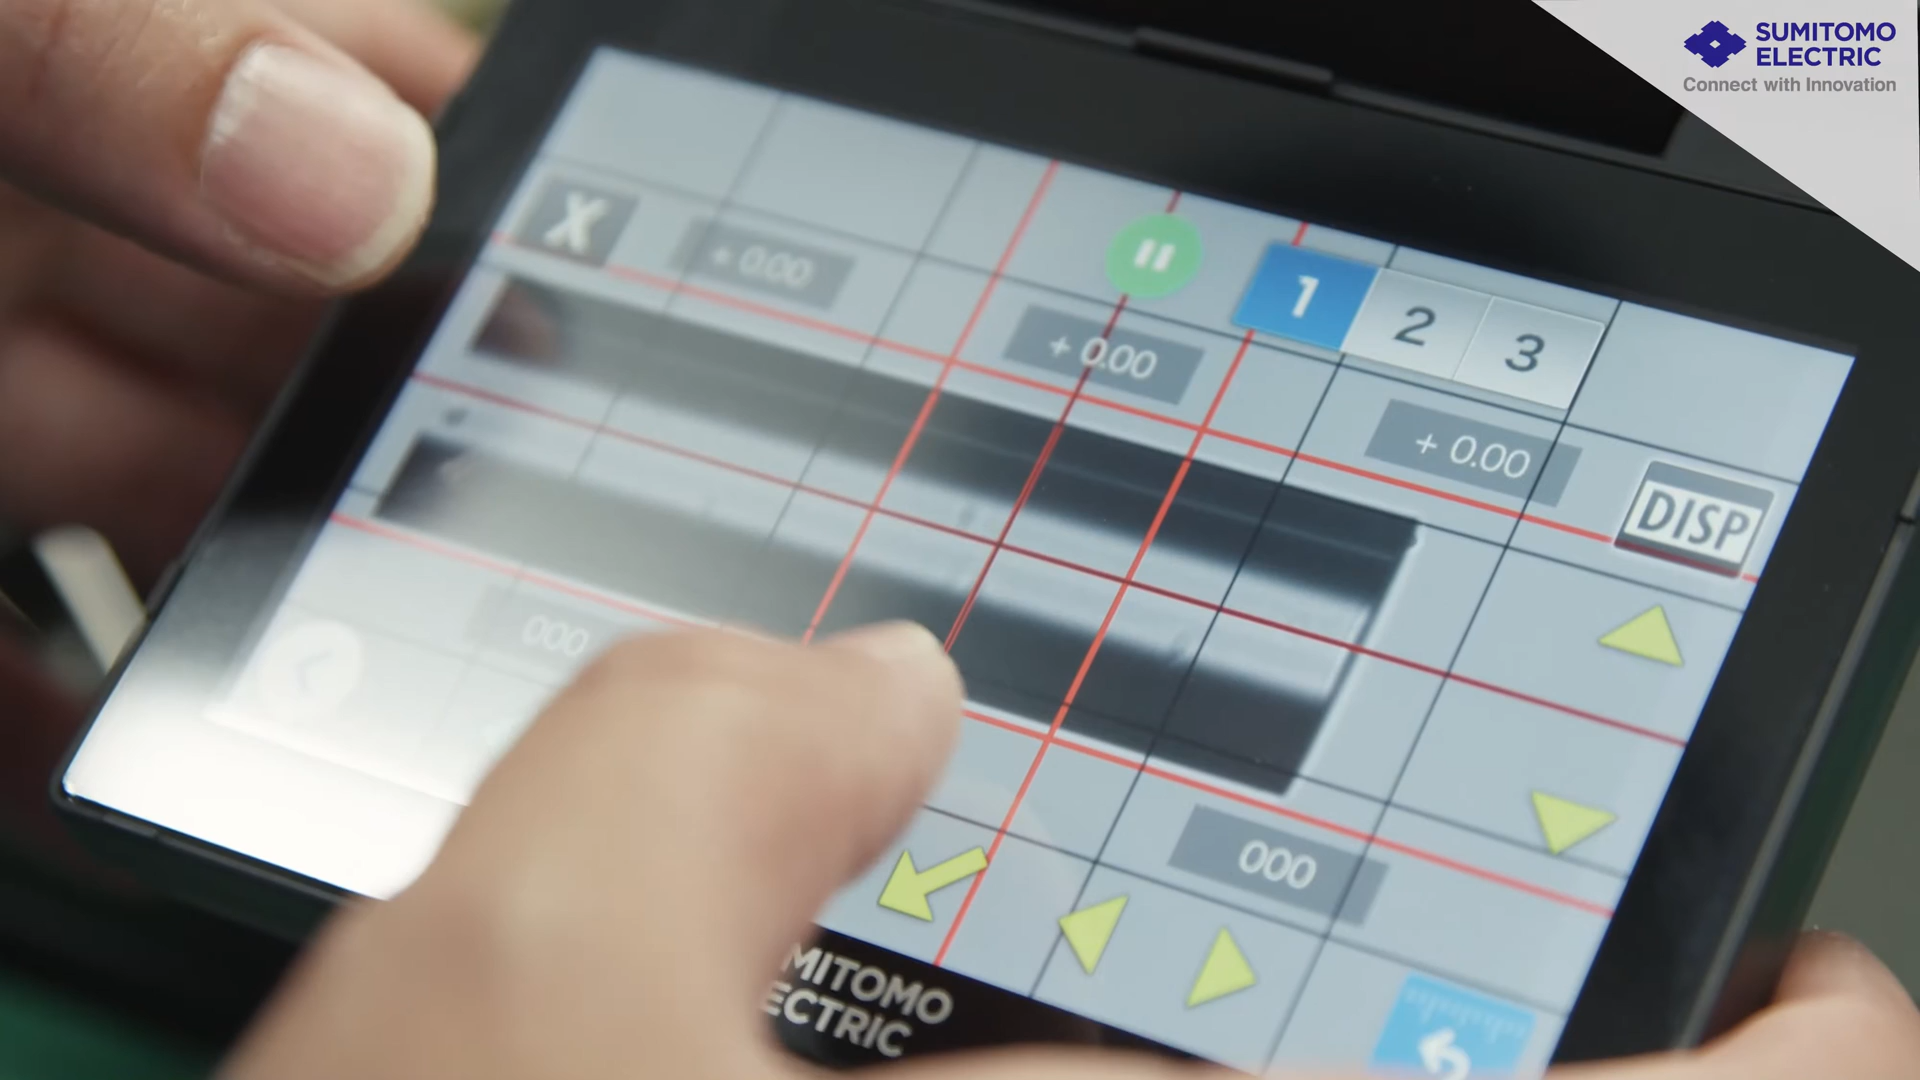 SUMITOMO
ELECTRIC
Connect with Innovation
X
+ 0.00
+ 0.00
1 2 3
+ 0.00
DISP
000
000
MITOMO
ECTRIC